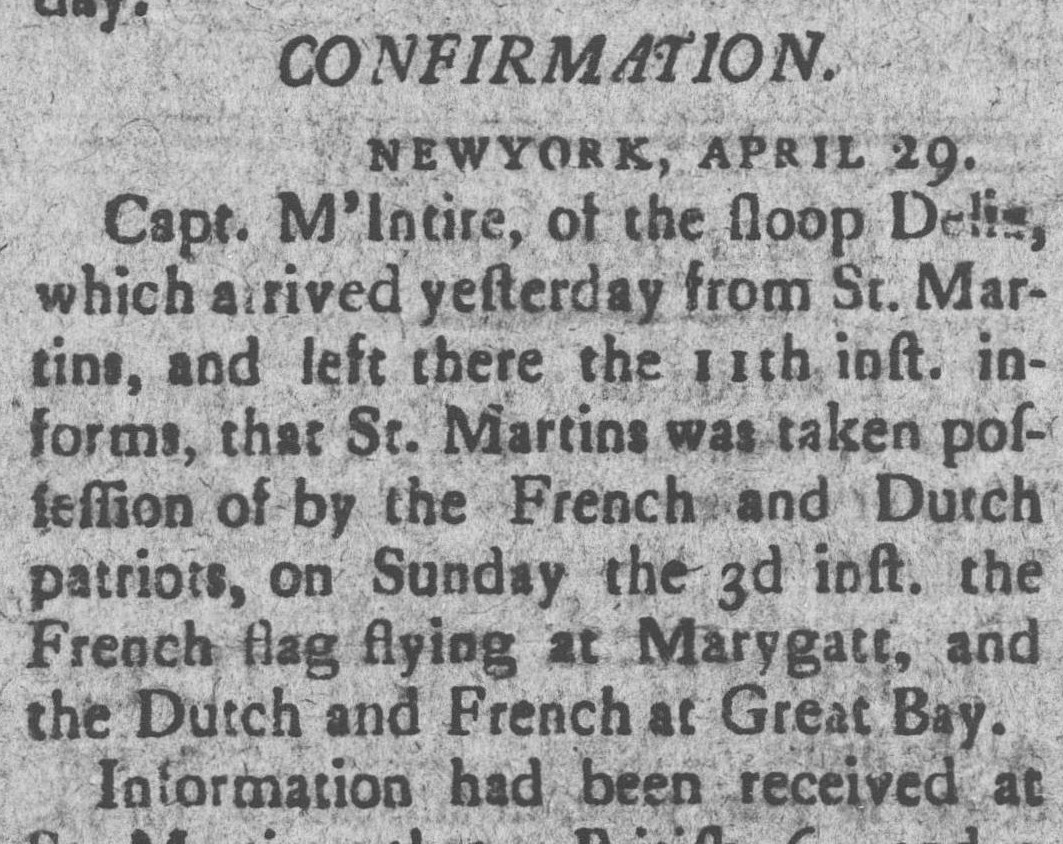 day.
CONFIRMATION.
NEWYORK, APRIL 29.
Capt. M'Intire, of the ſloop
which arrived yeſterday from St. Mar-
tins, and left there the 11th inſt. in-
forms, that St. Martins was taken poſ-
ſeſſion of by the French and Dutch
patriots, on Sunday the 3d inſt. the
French flag flying at Marygatt, and
the Dutch and French at Great Bay.
Information had been received at